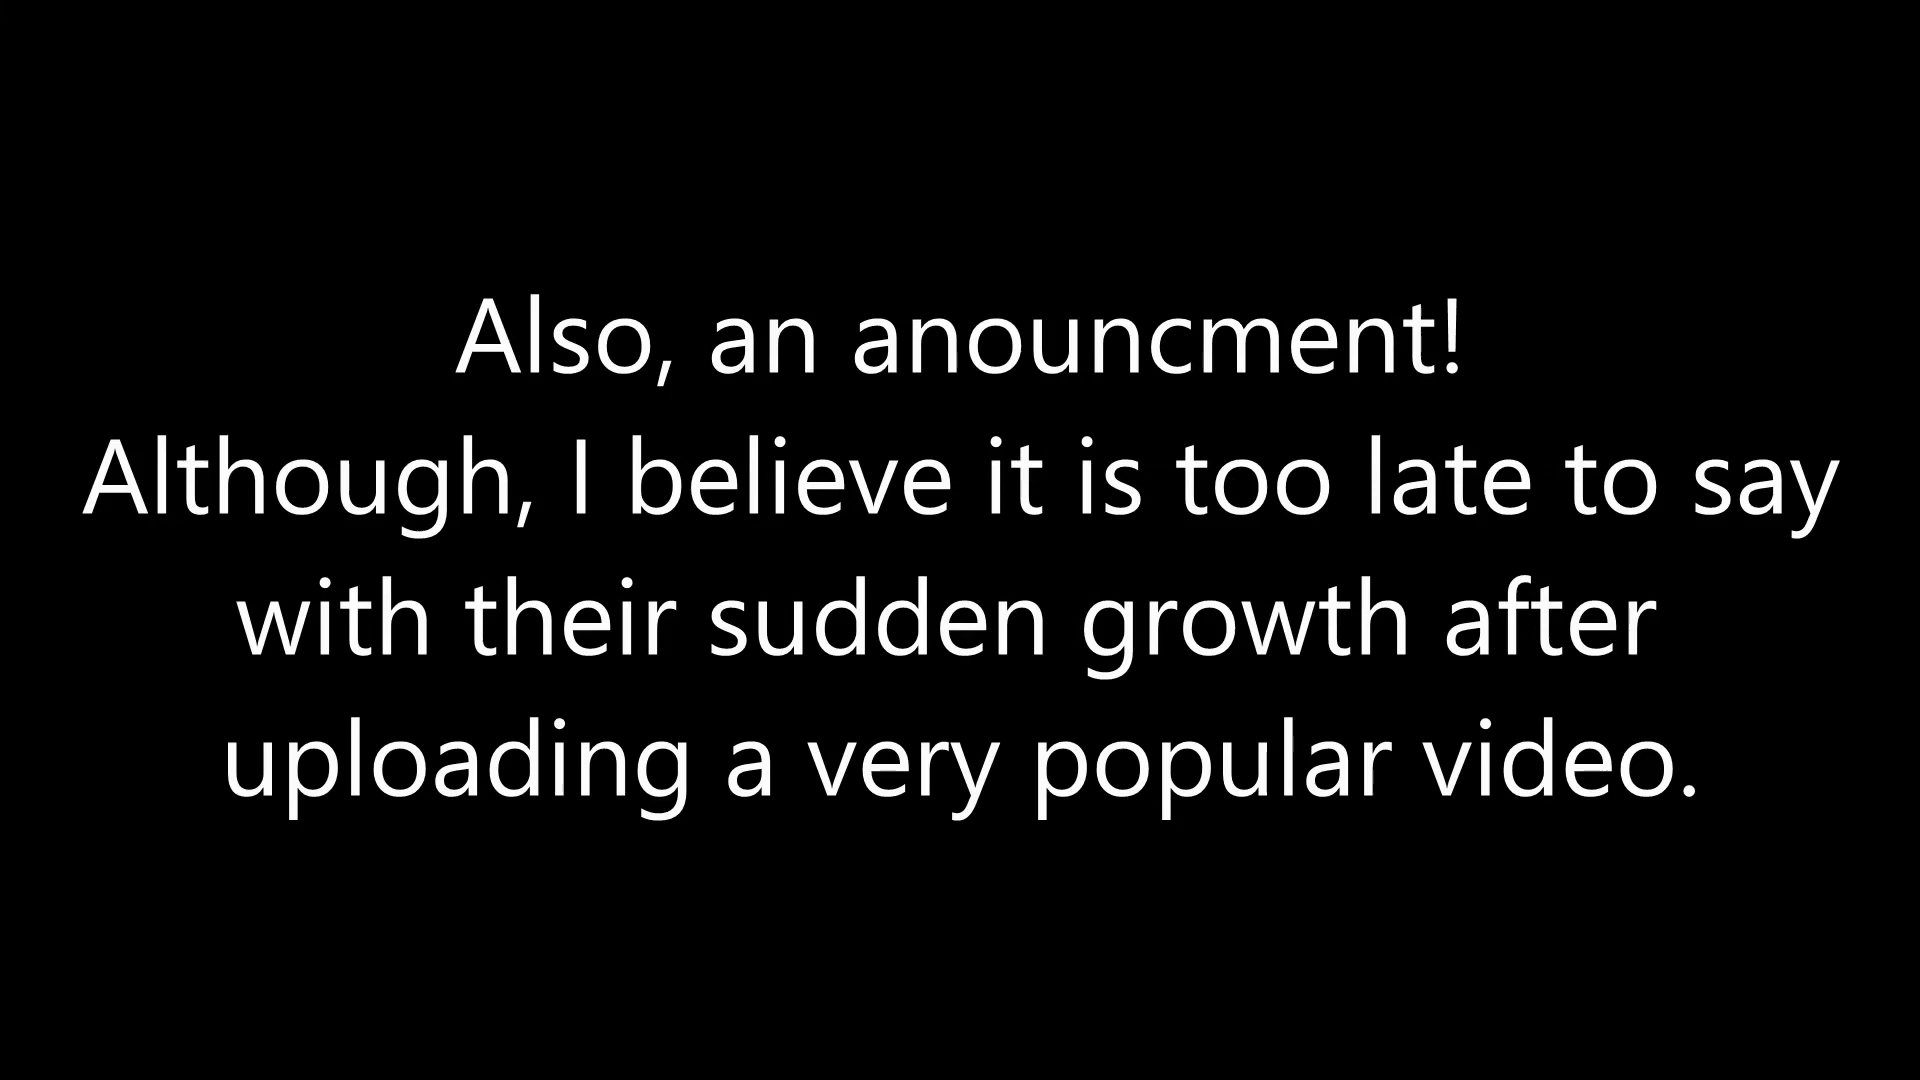 Also, an anouncment!
Although, I believe it is too late to say
with their sudden growth after
uploading a very popular video.